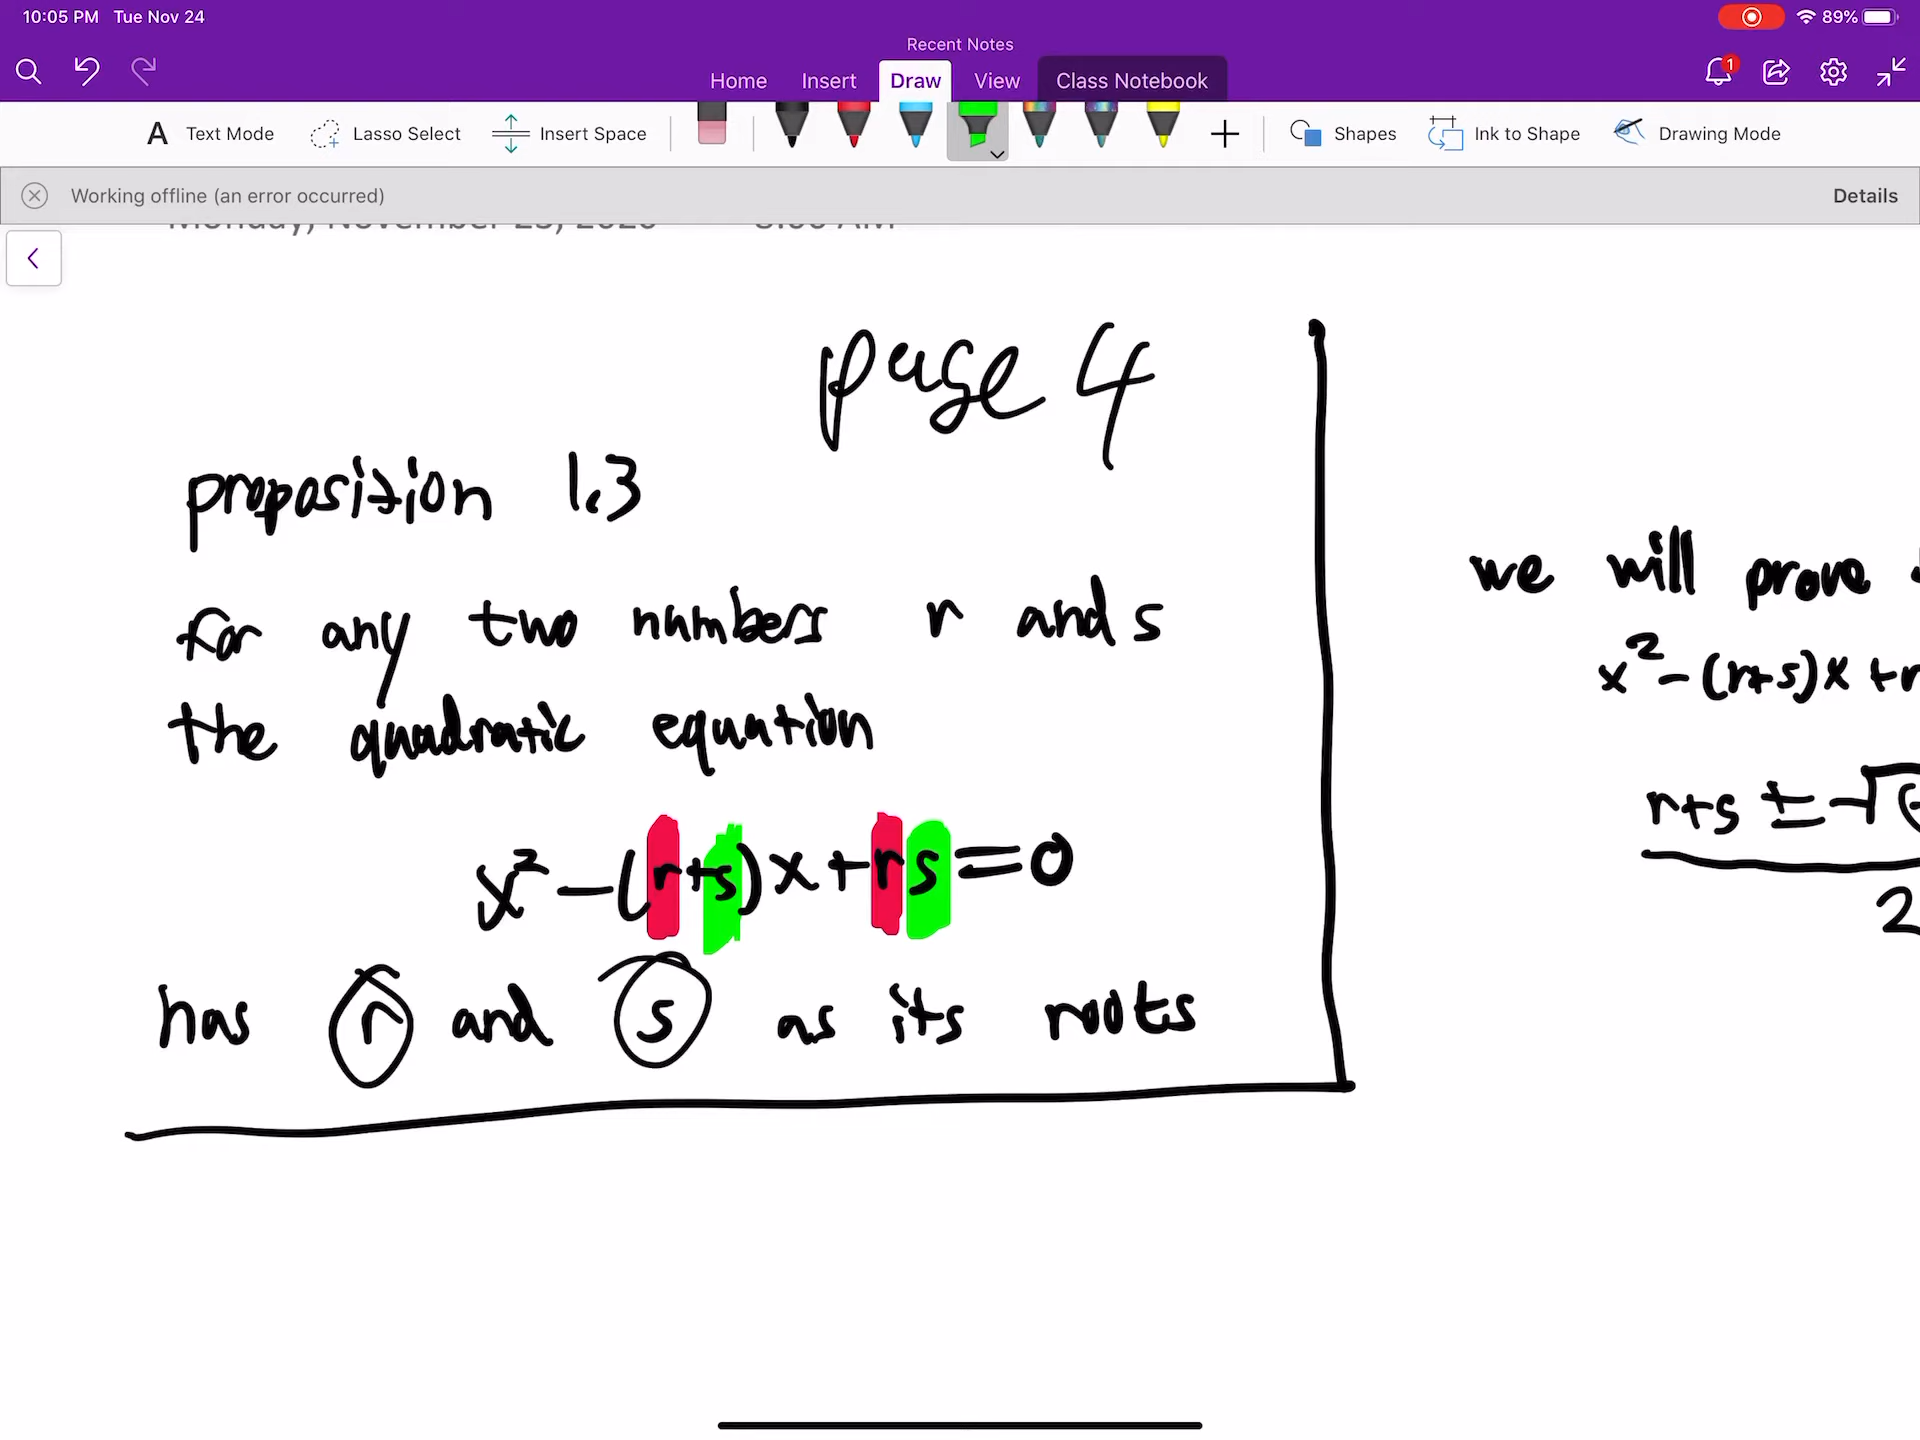 10:05 PM Tue Nov 24
89%
Recent Notes
Home Insert Draw View Class Notebook
1
A Text Mode Lasso Select Insert Space Shapes Ink to Shape Drawing Mode
Working offline (an error occurred) Details
page 4
proposition 1.3
for any two numbers r and s
the quadratic equation
x² – (r+s)x + rs = 0
has r and s as its roots
we will prove
x² – (r+s)x +
r+s ± √(
2